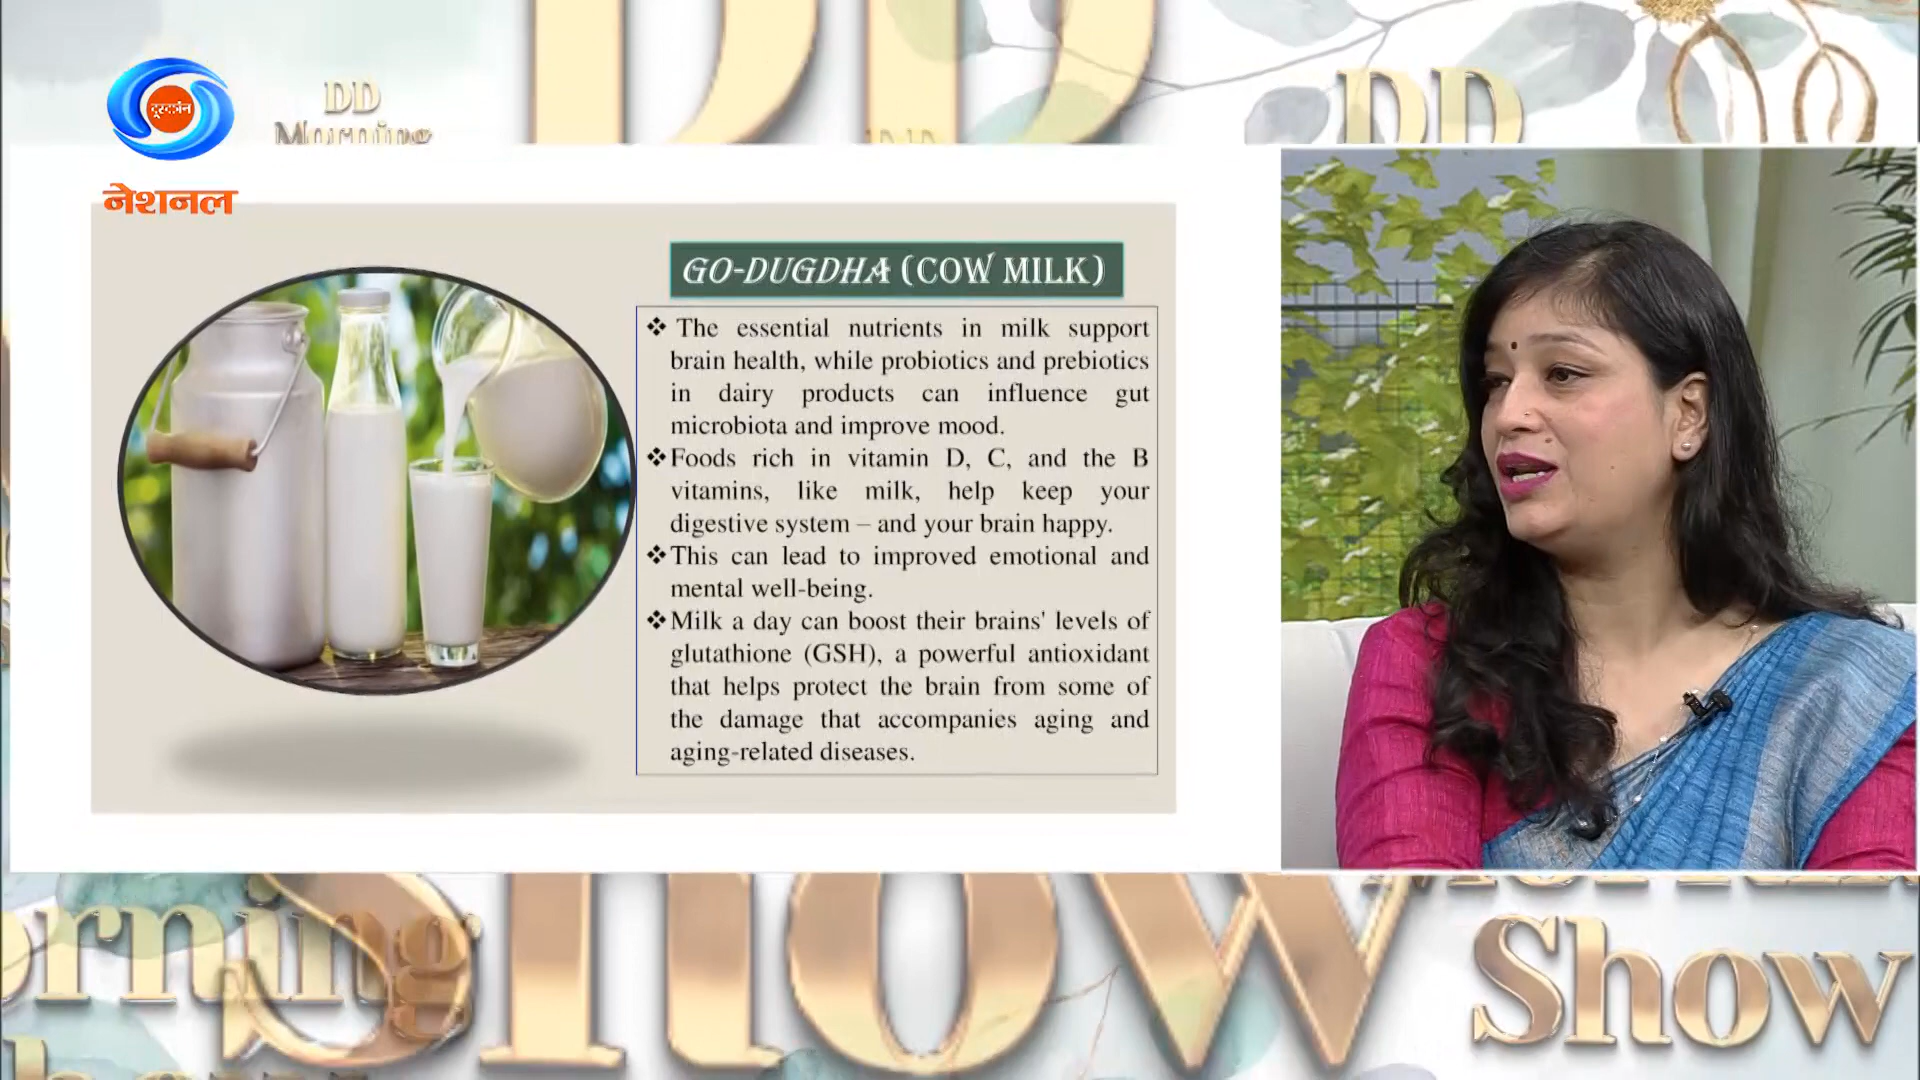 DD
DD
दूरदर्शन
DD
Morning
नेशनल
GO-DUGDHA (COW MILK)
❖ The essential nutrients in milk support
brain health, while probiotics and prebiotics
in dairy products can influence gut
microbiota and improve mood.
❖Foods rich in vitamin D, C, and the B
vitamins, like milk, help keep your
digestive system – and your brain happy.
❖This can lead to improved emotional and
mental well-being.
❖Milk a day can boost their brains' levels of
glutathione (GSH), a powerful antioxidant
that helps protect the brain from some of
the damage that accompanies aging and
aging-related diseases.
orning
Show
Show